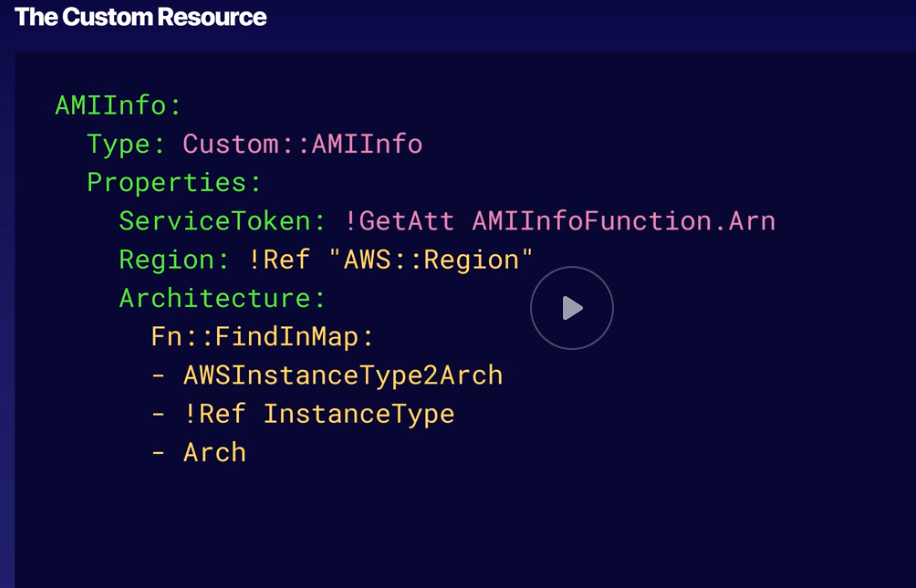 The Custom Resource
AMIInfo:
  Type: Custom::AMIInfo
  Properties:
    ServiceToken: !GetAtt AMIInfoFunction.Arn
    Region: !Ref "AWS::Region"
    Architecture:
      Fn::FindInMap:
      - AWSInstanceType2Arch
      - !Ref InstanceType
      - Arch